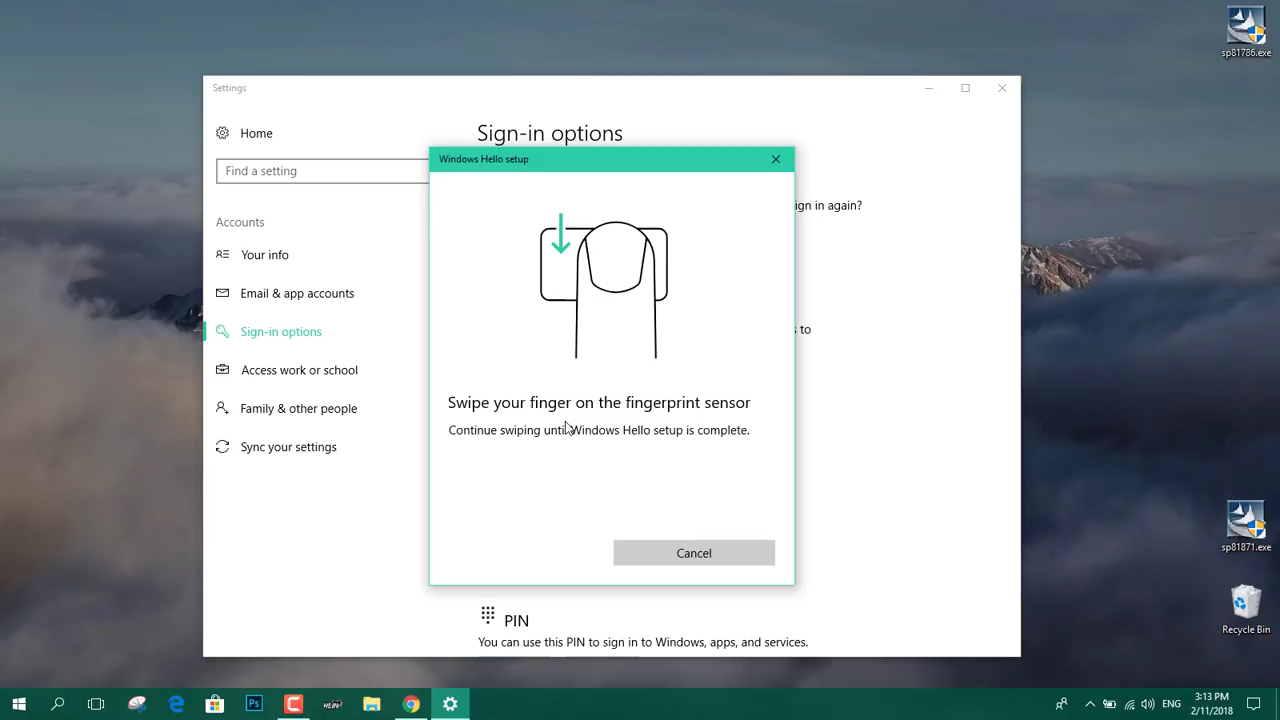 sp81786.exe
Settings
Home
Find a setting
Accounts
Your info
Email & app accounts
Sign-in options
Access work or school
Family & other people
Sync your settings
Sign-in options
ign in again?
s to
Windows Hello setup
Swipe your finger on the fingerprint sensor
Continue swiping until Windows Hello setup is complete.
Cancel
PIN
You can use this PIN to sign in to Windows, apps, and services.
sp81871.exe
Recycle Bin
Ps
3:13 PM
2/11/2018